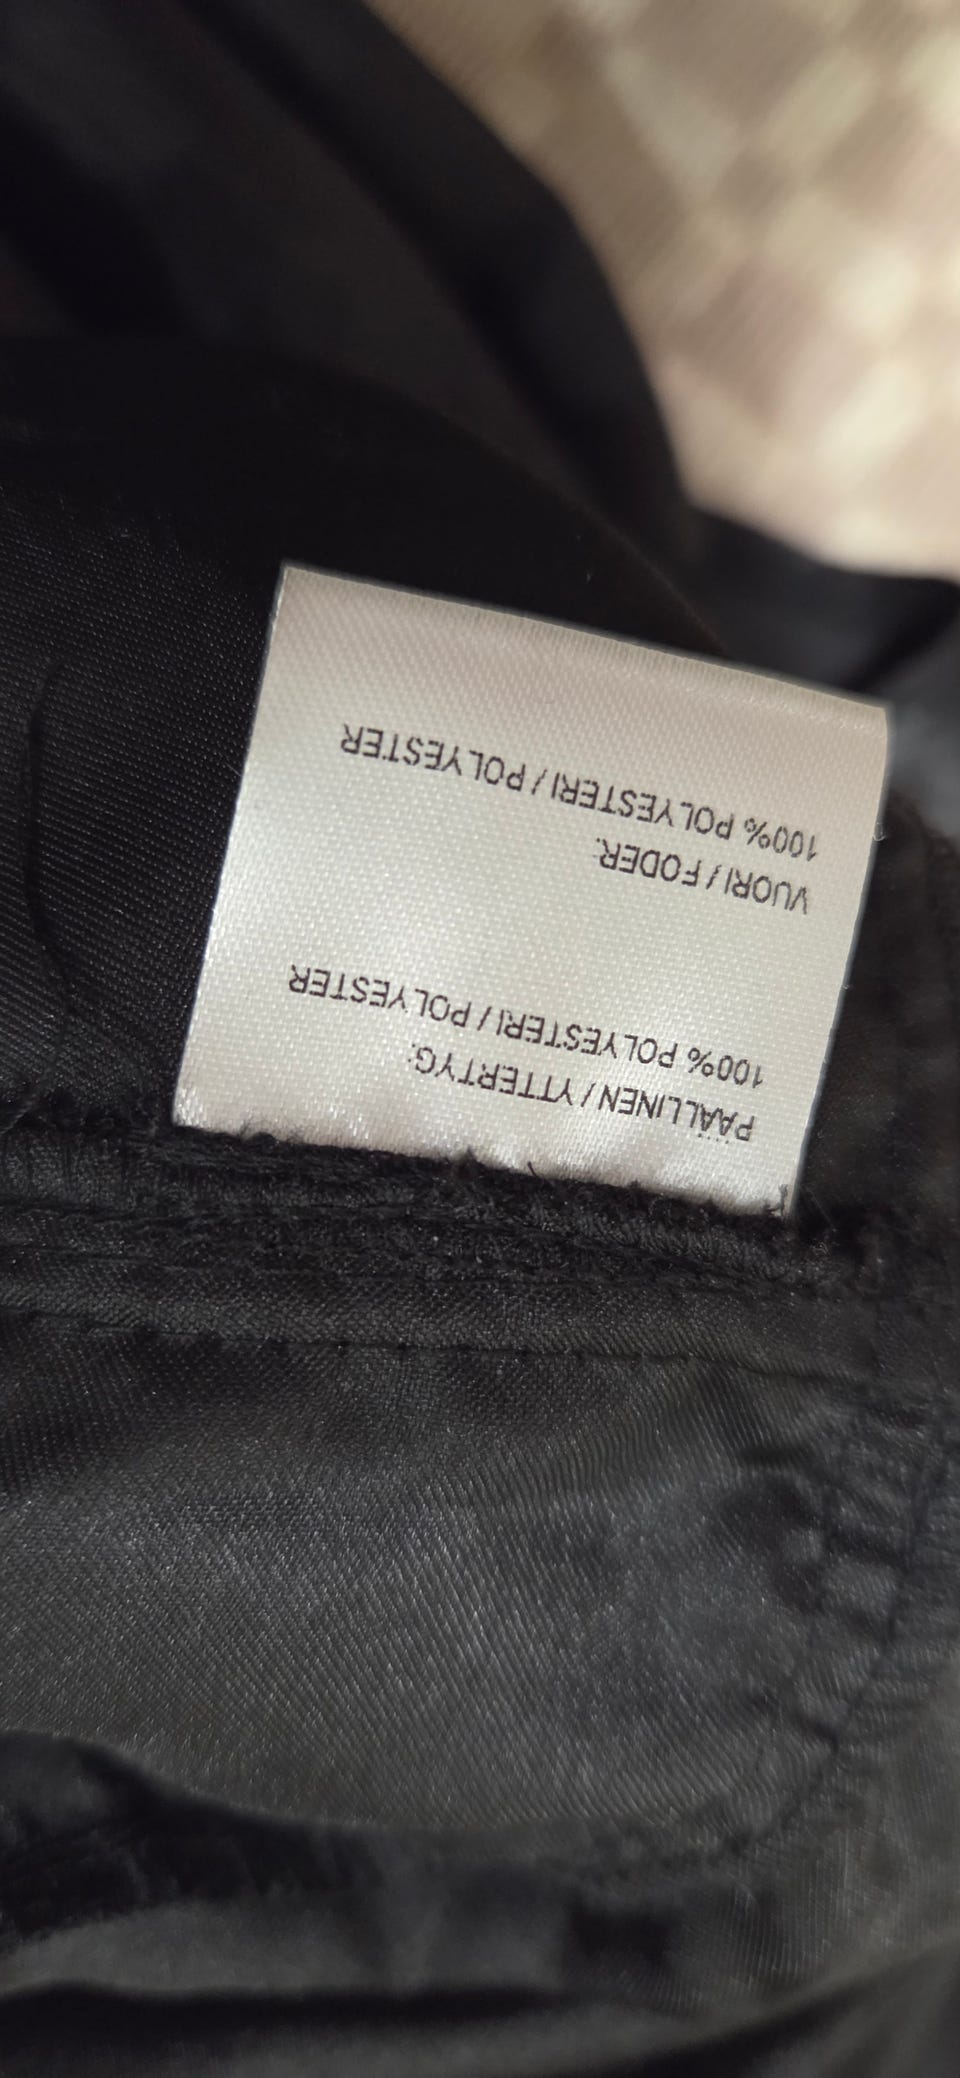 PÄÄLLINEN / YTTERTYG:
100% POLYESTERI / POLYESTER
VUORI / FODER:
100% POLYESTERI / POLYESTER